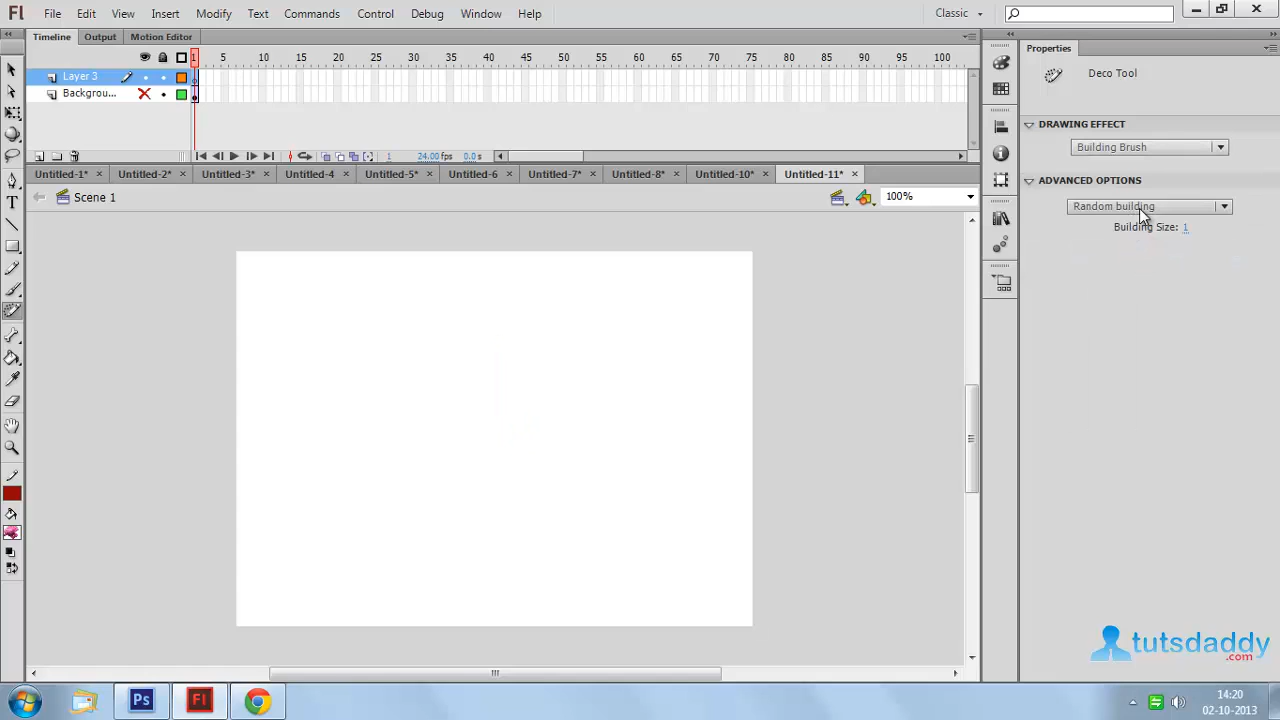 Fl File Edit View Insert Modify Text Commands Control Debug Window Help Classic
Timeline Output Motion Editor
1 5 10 15 20 25 30 35 40 45 50 55 60 65 70 75 80 85 90 95 100
Layer 3
Backgrou...
1 24.00 fps 0.0 s
Untitled-1* Untitled-2* Untitled-3* Untitled-4 Untitled-5* Untitled-6 Untitled-7* Untitled-8* Untitled-10* Untitled-11*
Scene 1 100%
Properties
Deco Tool
DRAWING EFFECT
Building Brush
ADVANCED OPTIONS
Random building
Building Size: 1
tutsdaddy
.com
Ps Fl
14:20
02-10-2013